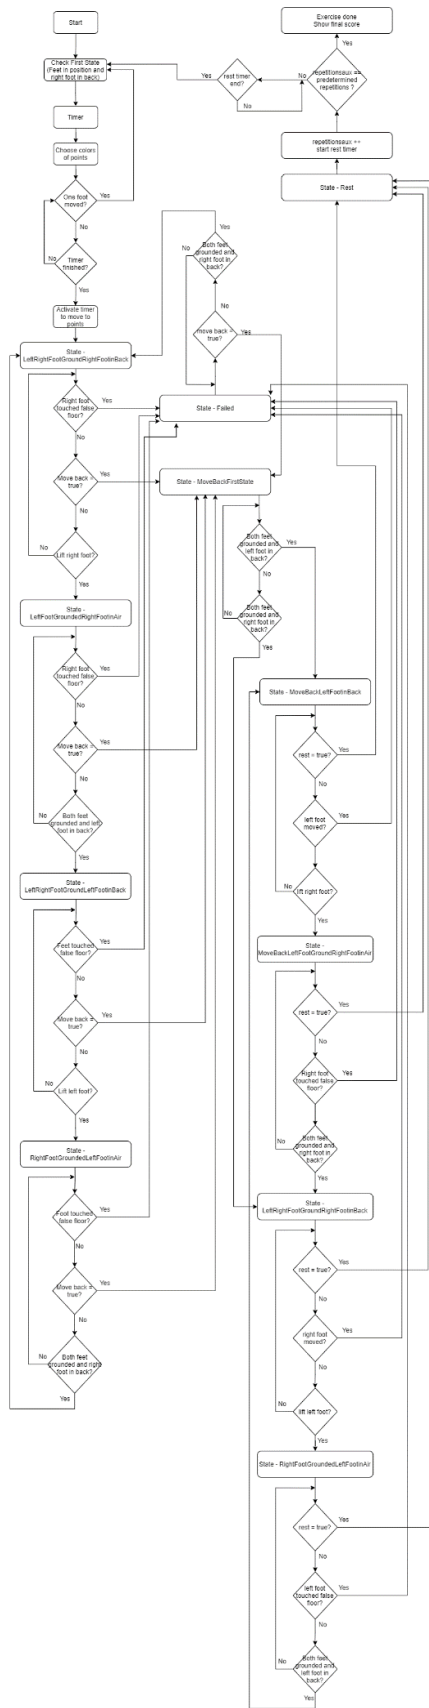 Start
Check First State
(Feet in position and
right foot in back)
Timer
Choose colors
of points
One foot
moved?
Yes
No
Timer
finished?
No
Yes
Activate timer
to move to
points
State -
LeftRightFootGroundRightFootinBack
Right foot
touched false
floor?
Yes
No
Move back =
true?
Yes
No
Lift right foot?
No
Yes
State -
LeftFootGroundedRightFootinAir
Right foot
touched false
floor?
Yes
No
Move back =
true?
Yes
No
Both feet
grounded and left
foot in back?
No
Yes
State -
LeftRightFootGroundLeftFootinBack
Feet touched
false floor?
Yes
No
Move back =
true?
Yes
No
Lift left foot?
No
Yes
State -
RightFootGroundedLeftFootInAir
Foot touched
false floor?
Yes
No
Move back =
true?
Yes
No
Both feet
grounded and right
foot in back?
No
Yes
Exercise done
Show final score
Yes
repetitionsaux ==
predetermined
repetitions ?
No
rest timer
end?
Yes
No
repetitionsaux ++
start rest timer
State - Rest
Yes
Both feet
grounded and
right foot in
back?
No
No
move back =
true?
Yes
State - Failed
State - MoveBackFirstState
Both feet
grounded and
left foot in
back?
Yes
No
Both feet
grounded and
right foot in
back?
No
Yes
State - MoveBackLeftFootinBack
rest = true?
Yes
No
left foot
moved?
Yes
No
lift right foot?
No
Yes
State -
MoveBackLeftFootGroundRightFootinAir
rest = true?
Yes
No
Right foot
touched false
floor?
Yes
No
Both feet
grounded and
right foot in
back?
No
Yes
State -
LeftRightFootGroundRightFootinBack
rest = true?
Yes
No
right foot
moved?
Yes
No
lift left foot?
No
Yes
State - RightFootGroundedLeftFootinAir
rest = true?
Yes
No
left foot
touched false
floor?
Yes
No
Both feet
grounded and
left foot in
back?
No
Yes